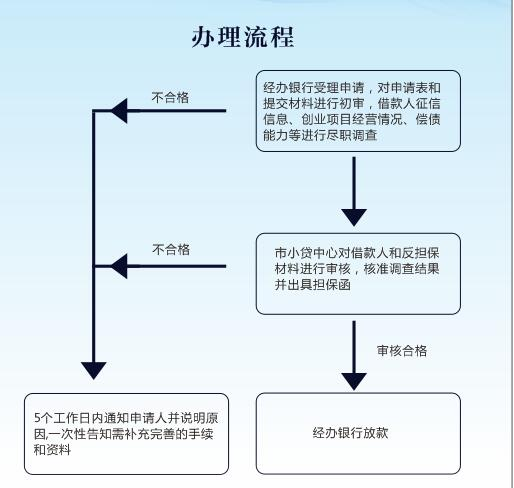 办理流程
经办银行受理申请，对申请表和
提交材料进行初审，借款人征信
信息、创业项目经营情况、偿债
能力等进行尽职调查
不合格
市小贷中心对借款人和反担保
材料进行审核，核准调查结果
并出具担保函
不合格
审核合格
5个工作日内通知申请人并说明原
因,一次性告知需补充完善的手续
和资料
经办银行放款